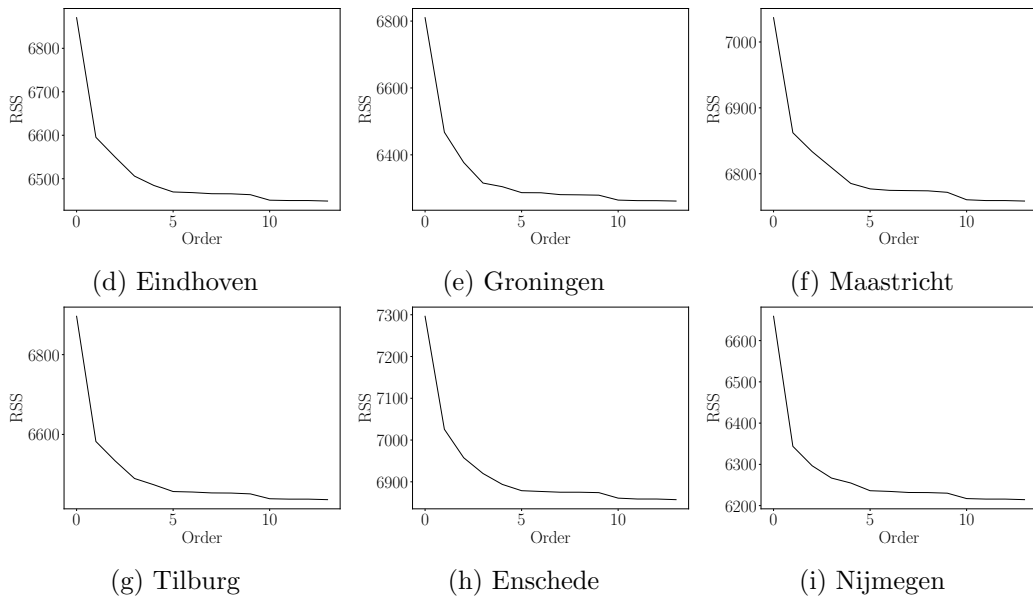 6800
6700
6600
6500
RSS
0 5 10
Order
(d) Eindhoven
6800
6600
6400
RSS
0 5 10
Order
(e) Groningen
7000
6900
6800
RSS
0 5 10
Order
(f) Maastricht
6800
6600
RSS
0 5 10
Order
(g) Tilburg
7300
7200
7100
7000
6900
RSS
0 5 10
Order
(h) Enschede
6600
6500
6400
6300
6200
RSS
0 5 10
Order
(i) Nijmegen